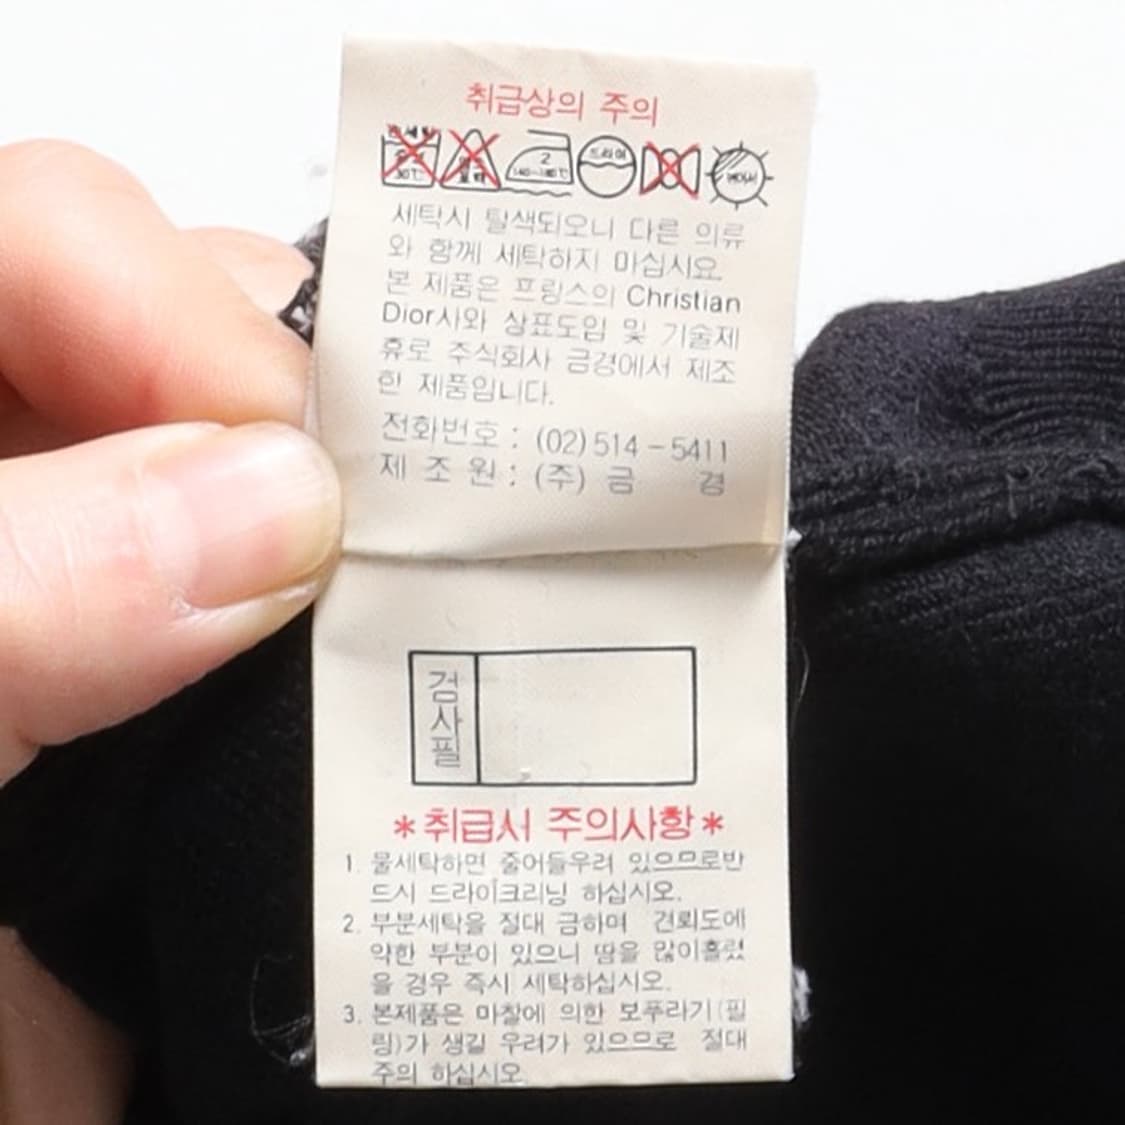 취급상의 주의
30℃
2
드라이
세탁시 탈색되오니 다른 의류
와 함께 세탁하지 마십시요.
본 제품은 프랑스의 Christian
Dior사와 상표도입 및 기술제
휴로 주식회사 금경에서 제조
한 제품입니다.
전화번호 : (02)514-5411
제 조 원 : (주) 금 경
검사필
*취급서 주의사항*
1. 물세탁하면 줄어들우려 있으므로반
드시 드라이크리닝 하십시오.
2. 부분세탁을 절대 금하며 견뢰도에
약한 부분이 있으니 땀을 많이흘렸
을 경우 즉시 세탁하십시오.
3. 본제품은 마찰에 의한 보푸라기(필
링)가 생길 우려가 있으므로 절대
주의 하십시오.